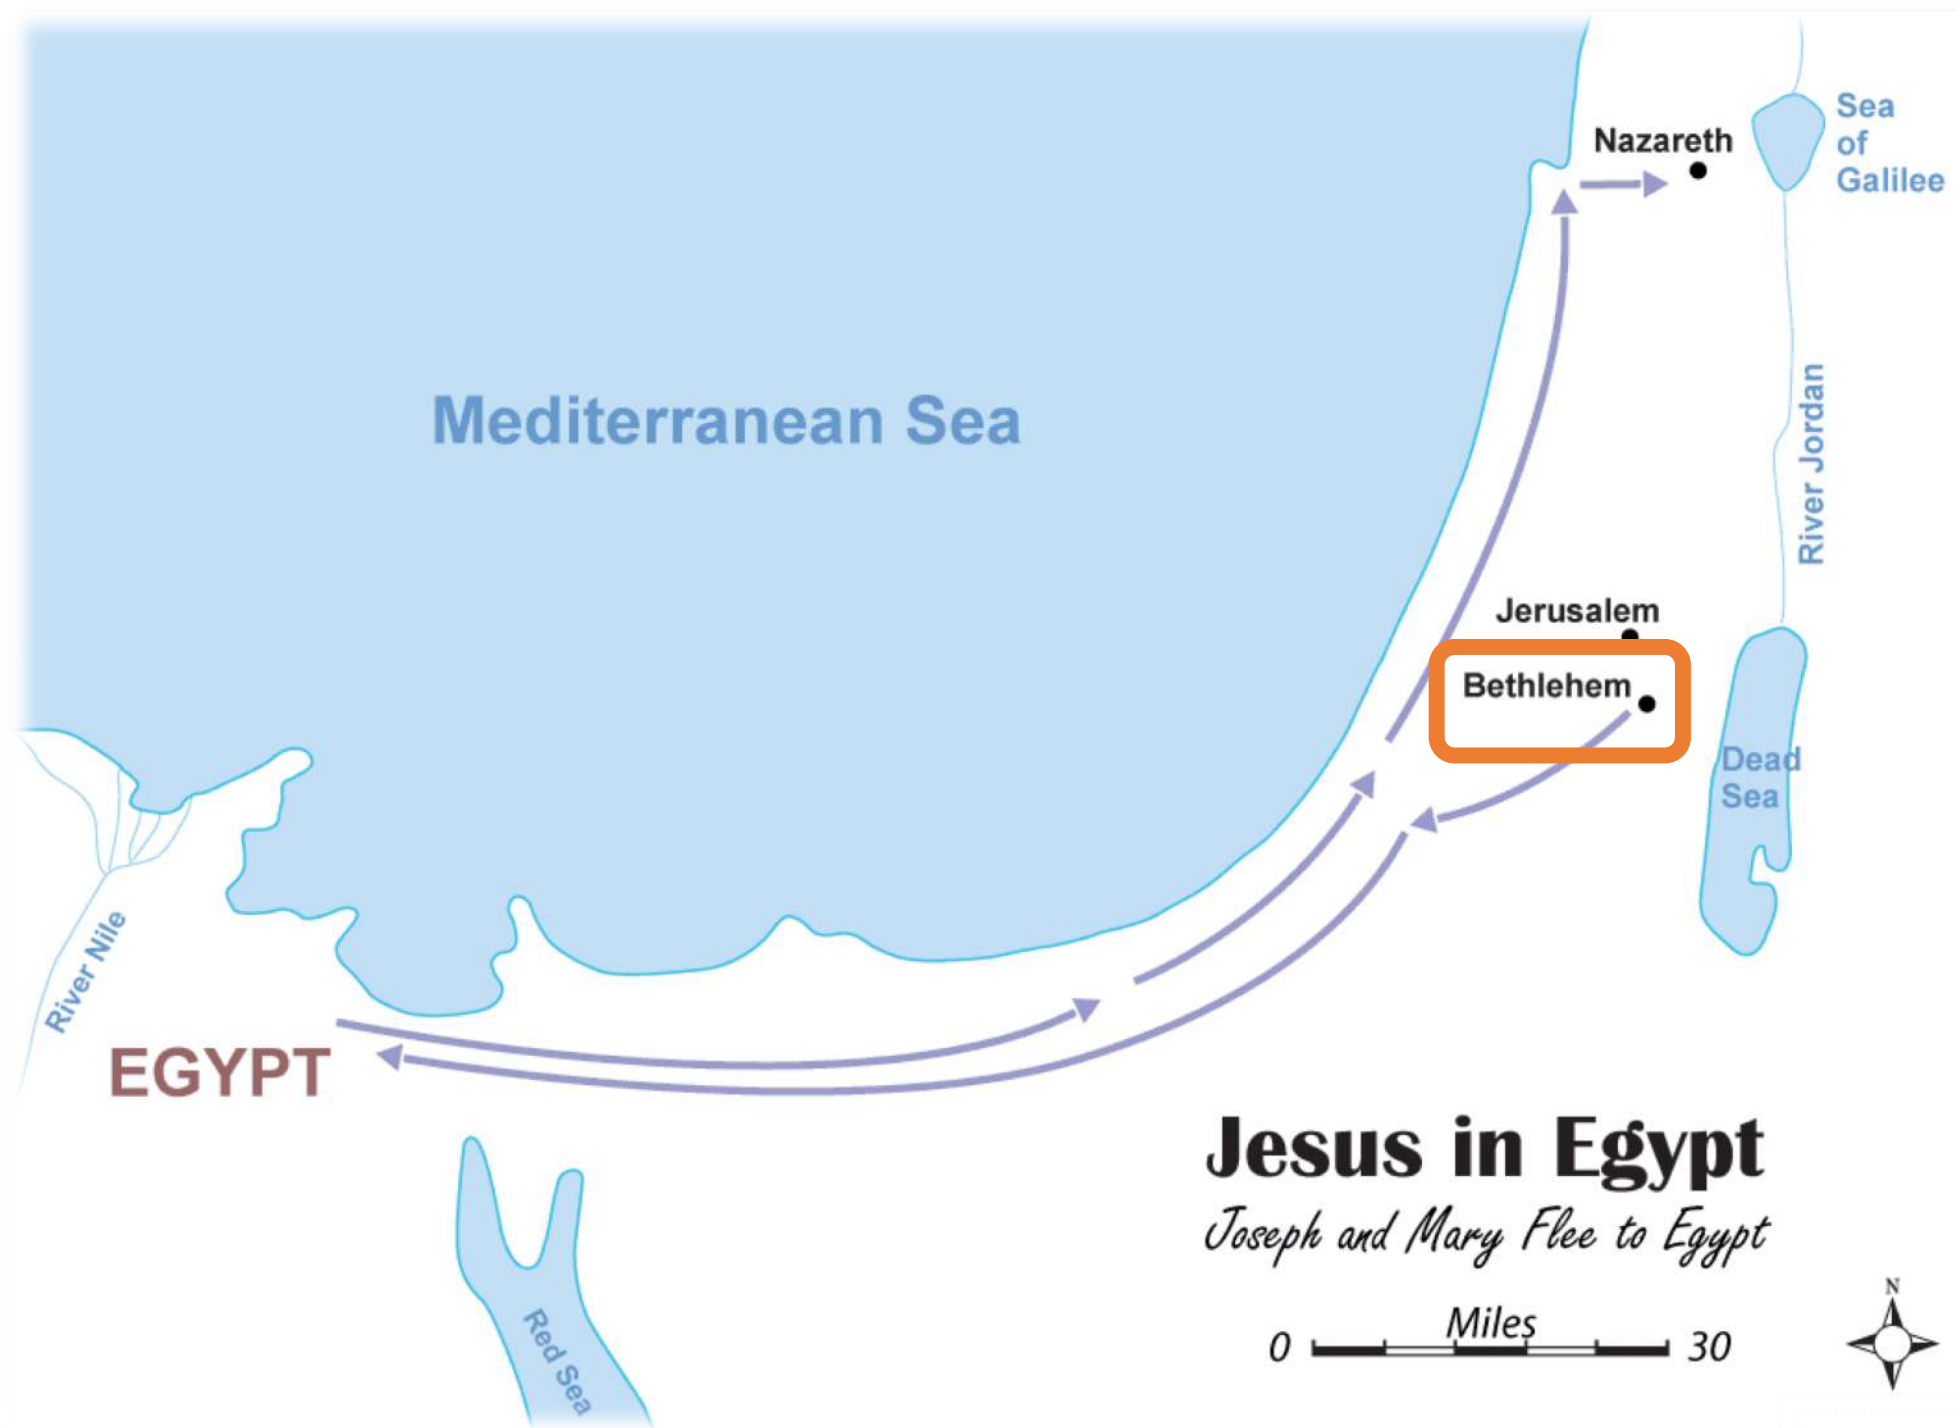 Sea
of
Galilee
Nazareth
Mediterranean Sea
River Jordan
Jerusalem
Bethlehem
Dead
Sea
River Nile
EGYPT
Red Sea
Jesus in Egypt
Joseph and Mary Flee to Egypt
Miles
0 30
N